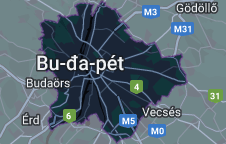 Gödöllő
M3
M31
Bu-đa-pét
Budaörs
4
31
Vecsés
Érd
6
M5
M0